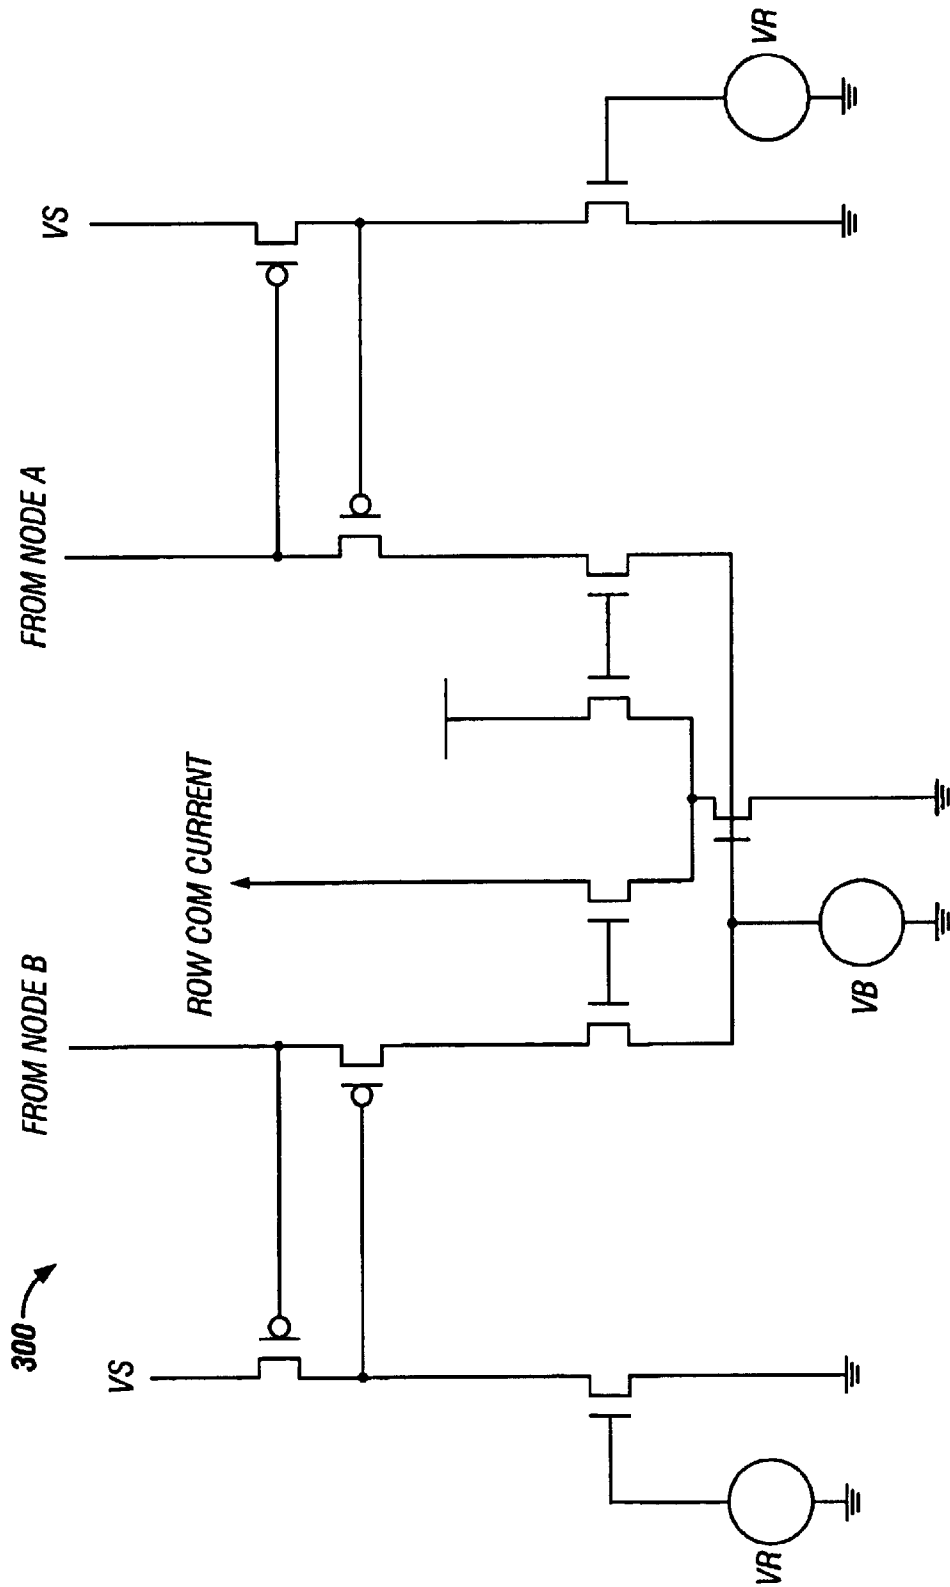 300
VS
FROM NODE B
ROW COM CURRENT
FROM NODE A
VS
VR
VB
VR